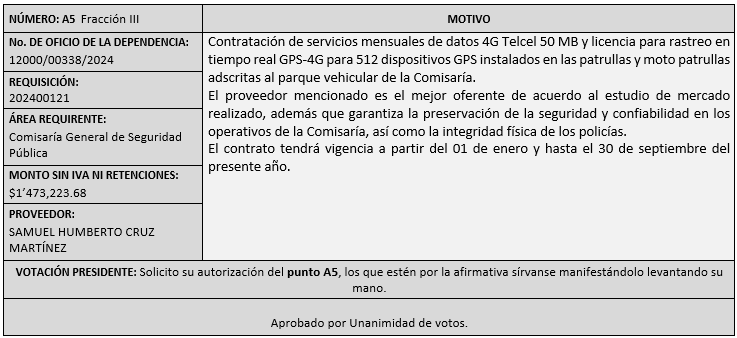 NÚMERO: A5 Fracción III
MOTIVO
No. DE OFICIO DE LA DEPENDENCIA:
12000/00338/2024
REQUISICIÓN:
202400121
ÁREA REQUIRENTE:
Comisaría General de Seguridad
Pública
MONTO SIN IVA NI RETENCIONES:
$1’473,223.68
PROVEEDOR:
SAMUEL HUMBERTO CRUZ
MARTÍNEZ
Contratación de servicios mensuales de datos 4G Telcel 50 MB y licencia para rastreo en
tiempo real GPS-4G para 512 dispositivos GPS instalados en las patrullas y moto patrullas
adscritas al parque vehicular de la Comisaría.
El proveedor mencionado es el mejor oferente de acuerdo al estudio de mercado
realizado, además que garantiza la preservación de la seguridad y confiabilidad en los
operativos de la Comisaría, así como la integridad física de los policías.
El contrato tendrá vigencia a partir del 01 de enero y hasta el 30 de septiembre del
presente año.
VOTACIÓN PRESIDENTE: Solicito su autorización del punto A5, los que estén por la afirmativa sírvanse manifestándolo levantando su
mano.
Aprobado por Unanimidad de votos.